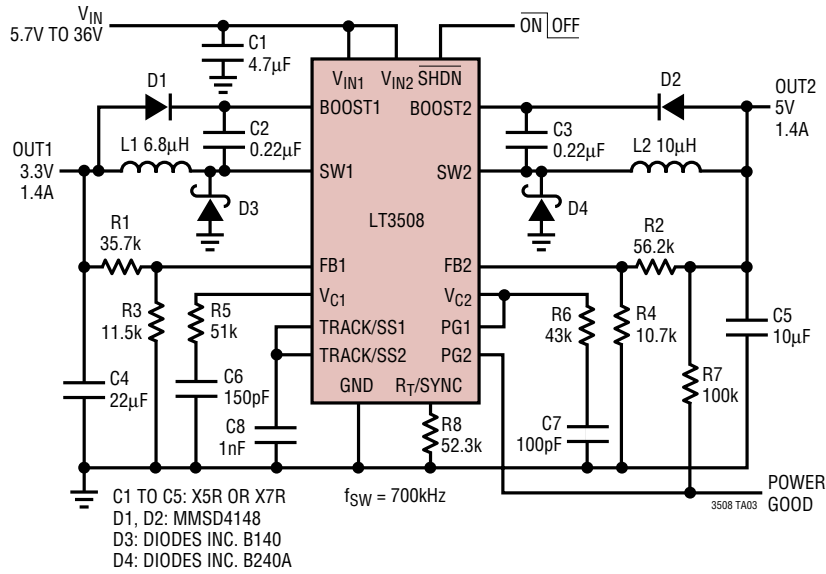 VIN
5.7V TO 36V
C1
4.7µF
ON OFF
VIN1 VIN2 SHDN
D1
BOOST1
BOOST2
D2
OUT2
5V
1.4A
C2
0.22µF
C3
0.22µF
OUT1
3.3V
1.4A
L1 6.8µH
SW1
SW2
L2 10µH
D3
D4
LT3508
R1
35.7k
FB1
FB2
R2
56.2k
R3
11.5k
R5
51k
VC1
VC2
TRACK/SS1
PG1
TRACK/SS2
PG2
R6
43k
R4
10.7k
C5
10µF
C4
22µF
C6
150pF
GND
RT/SYNC
R7
100k
C8
1nF
R8
52.3k
C7
100pF
C1 TO C5: X5R OR X7R
D1, D2: MMSD4148
D3: DIODES INC. B140
D4: DIODES INC. B240A
fSW = 700kHz
3508 TA03
POWER
GOOD